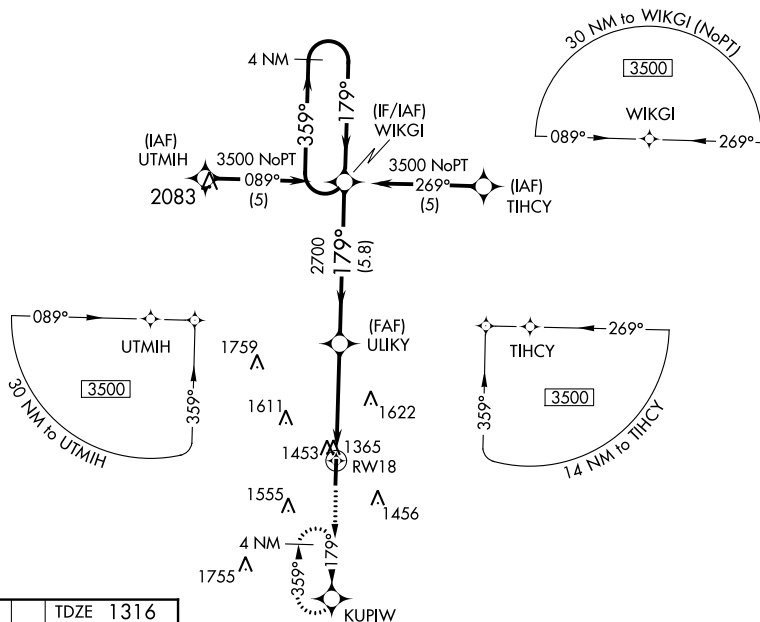 30 NM to WIKGI (NoPT)
3500
WIKGI
089°
269°
4 NM
359°
179°
(IF/IAF)
WIKGI
(IAF)
UTMIH
2083
3500 NoPT
089°
(5)
3500 NoPT
269°
(5)
(IAF)
TIHCY
2700
179°
(5.8)
(FAF)
ULIKY
089°
UTMIH
3500
359°
30 NM to UTMIH
269°
TIHCY
3500
359°
14 NM to TIHCY
1759
1611
1622
1453
1365
RW18
1555
1456
4 NM
359°
179°
1755
KUPIW
TDZE 1316